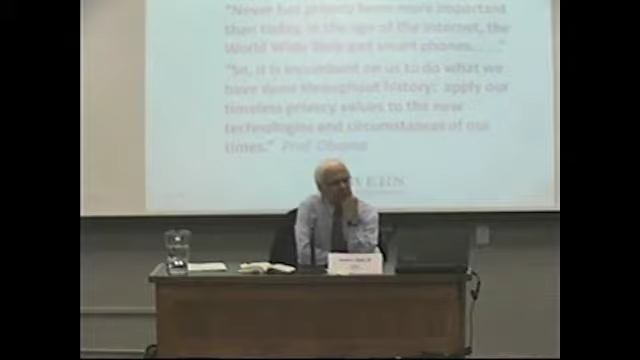 "Never has privacy been more important
than today, in the age of the Internet, the
World Wide Web and smart phones....."
"So, it is incumbent on us to do what we
have done throughout history: apply our
timeless privacy values to the new
technologies and circumstances of our
times." Pres Obama